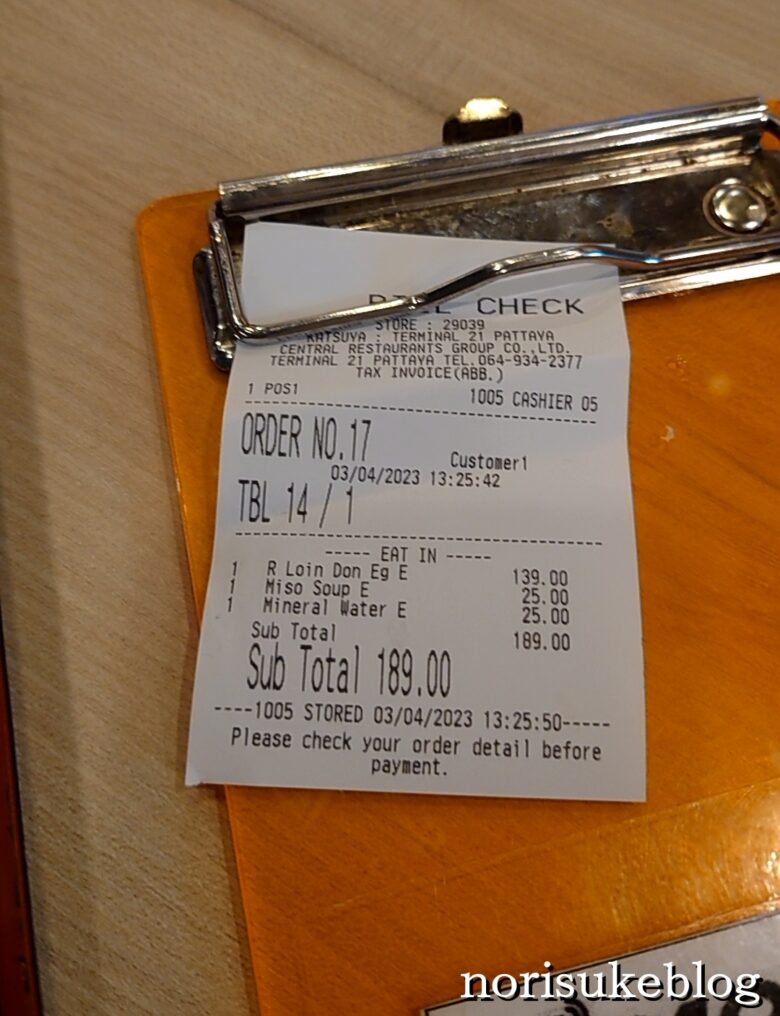 CHECK
STORE : 29039
KATSUYA : TERMINAL 21 PATTAYA
CENTRAL RESTAURANTS GROUP CO.,LTD.
TERMINAL 21 PATTAYA TEL.064-934-2377
TAX INVOICE(ABB.)
1 POS1 1005 CASHIER 05
ORDER NO.17 Customer1
03/04/2023 13:25:42
TBL 14 / 1
----- EAT IN -----
1 R Loin Don Eg E 139.00
1 Miso Soup E 25.00
1 Mineral Water E 25.00
Sub Total 189.00
Sub Total 189.00
----1005 STORED 03/04/2023 13:25:50-----
Please check your order detail before
payment.
norisukeblog